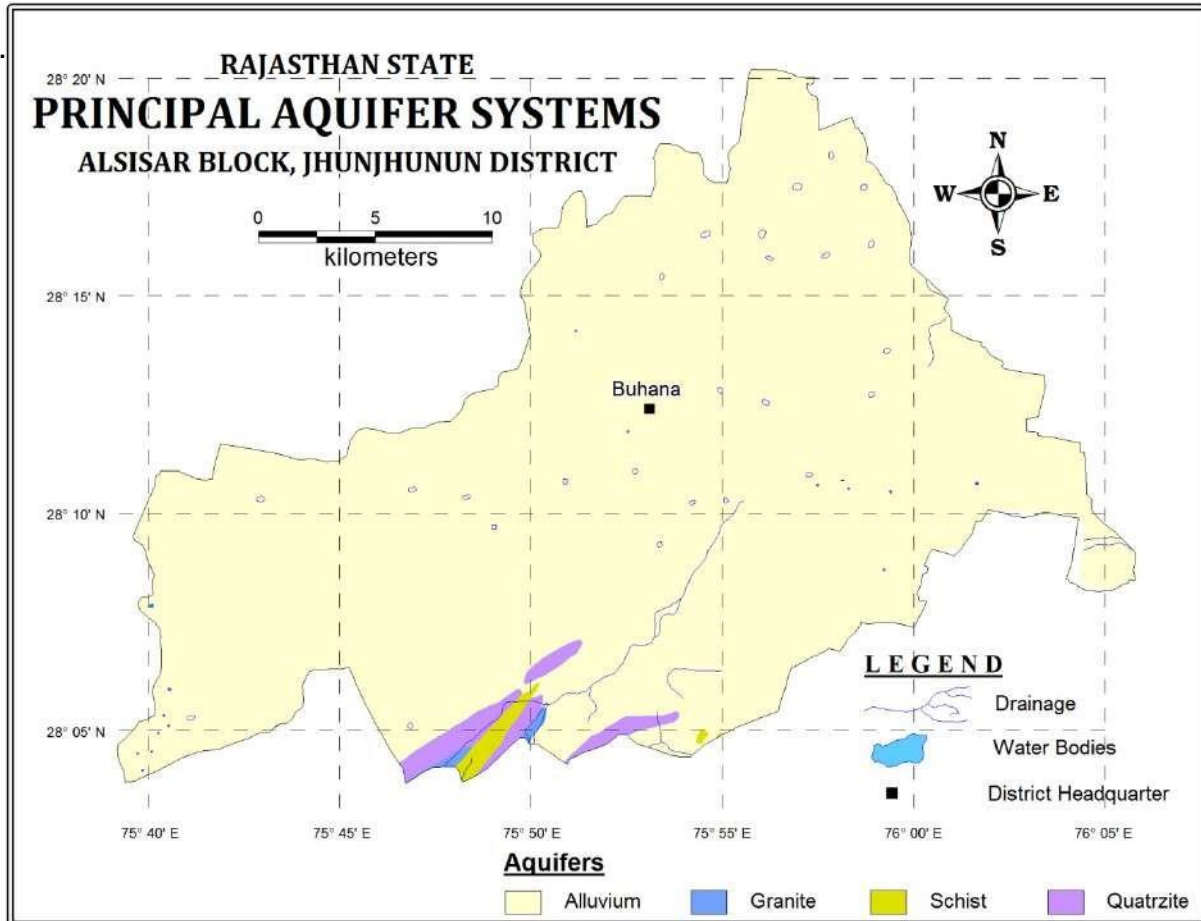 RAJASTHAN STATE
PRINCIPAL AQUIFER SYSTEMS
ALSISAR BLOCK, JHUNJHUNUN DISTRICT
0 5 10
kilometers
N
W E
S
28° 20' N
28° 15' N
28° 10' N
28° 05' N
Buhana
75° 40' E 75° 45' E 75° 50' E 75° 55' E 76° 00' E 76° 05' E
LEGEND
Drainage
Water Bodies
District Headquarter
Aquifers
Alluvium Granite Schist Quatrzite